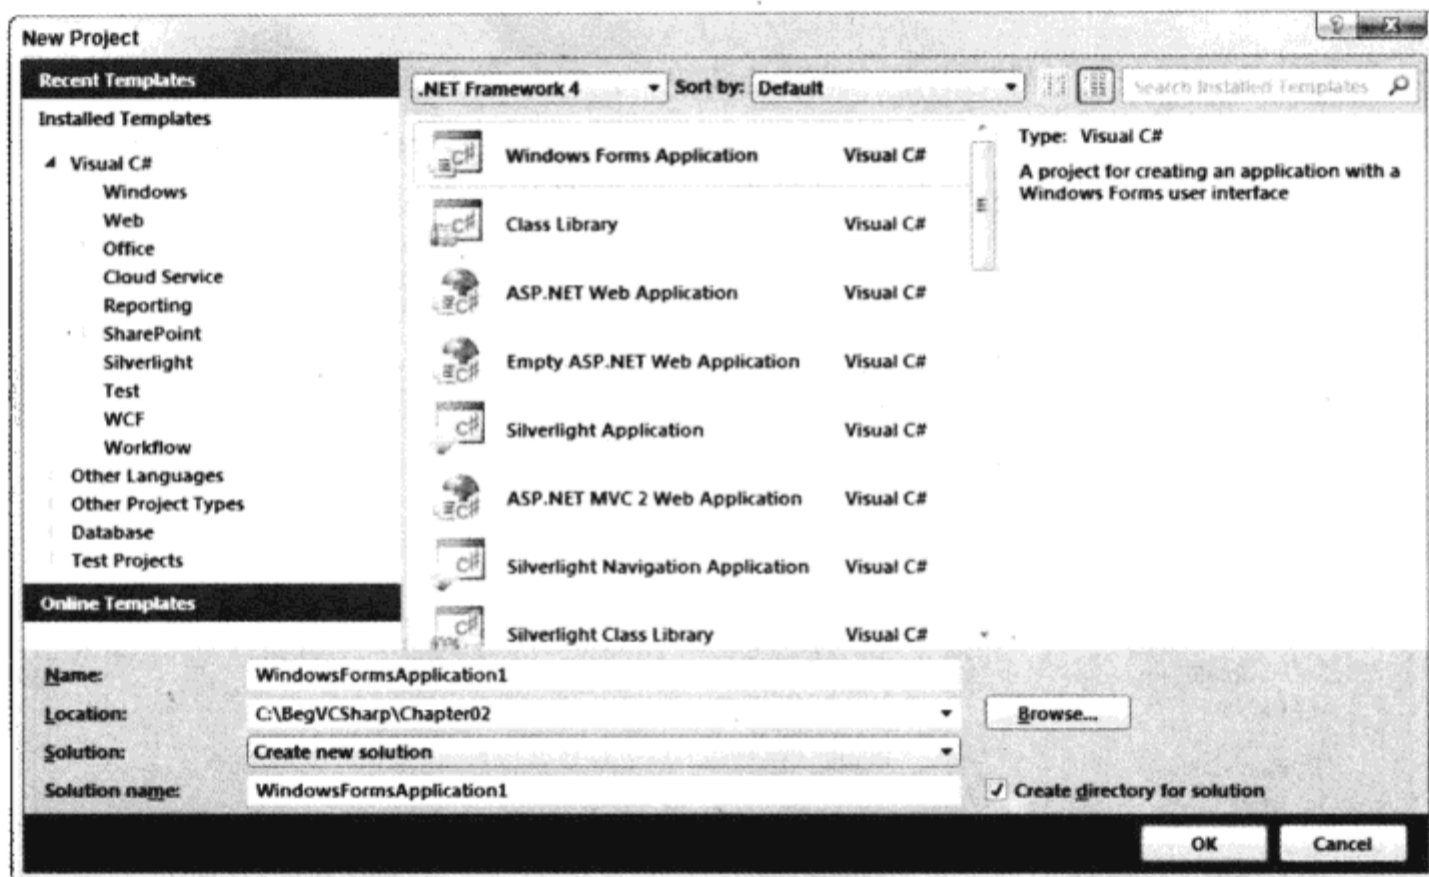 New Project
Recent Templates
.NET Framework 4
Sort by: Default
Search Installed Templates
Installed Templates
Visual C#
Windows
Web
Office
Cloud Service
Reporting
SharePoint
Silverlight
Test
WCF
Workflow
Other Languages
Other Project Types
Database
Test Projects
Online Templates
Windows Forms Application Visual C#
Class Library Visual C#
ASP.NET Web Application Visual C#
Empty ASP.NET Web Application Visual C#
Silverlight Application Visual C#
ASP.NET MVC 2 Web Application Visual C#
Silverlight Navigation Application Visual C#
Silverlight Class Library Visual C#
Type: Visual C#
A project for creating an application with a
Windows Forms user interface
Name: WindowsFormsApplication1
Location: C:\BegVCSharp\Chapter02
Browse...
Solution: Create new solution
Solution name: WindowsFormsApplication1
Create directory for solution
OK
Cancel